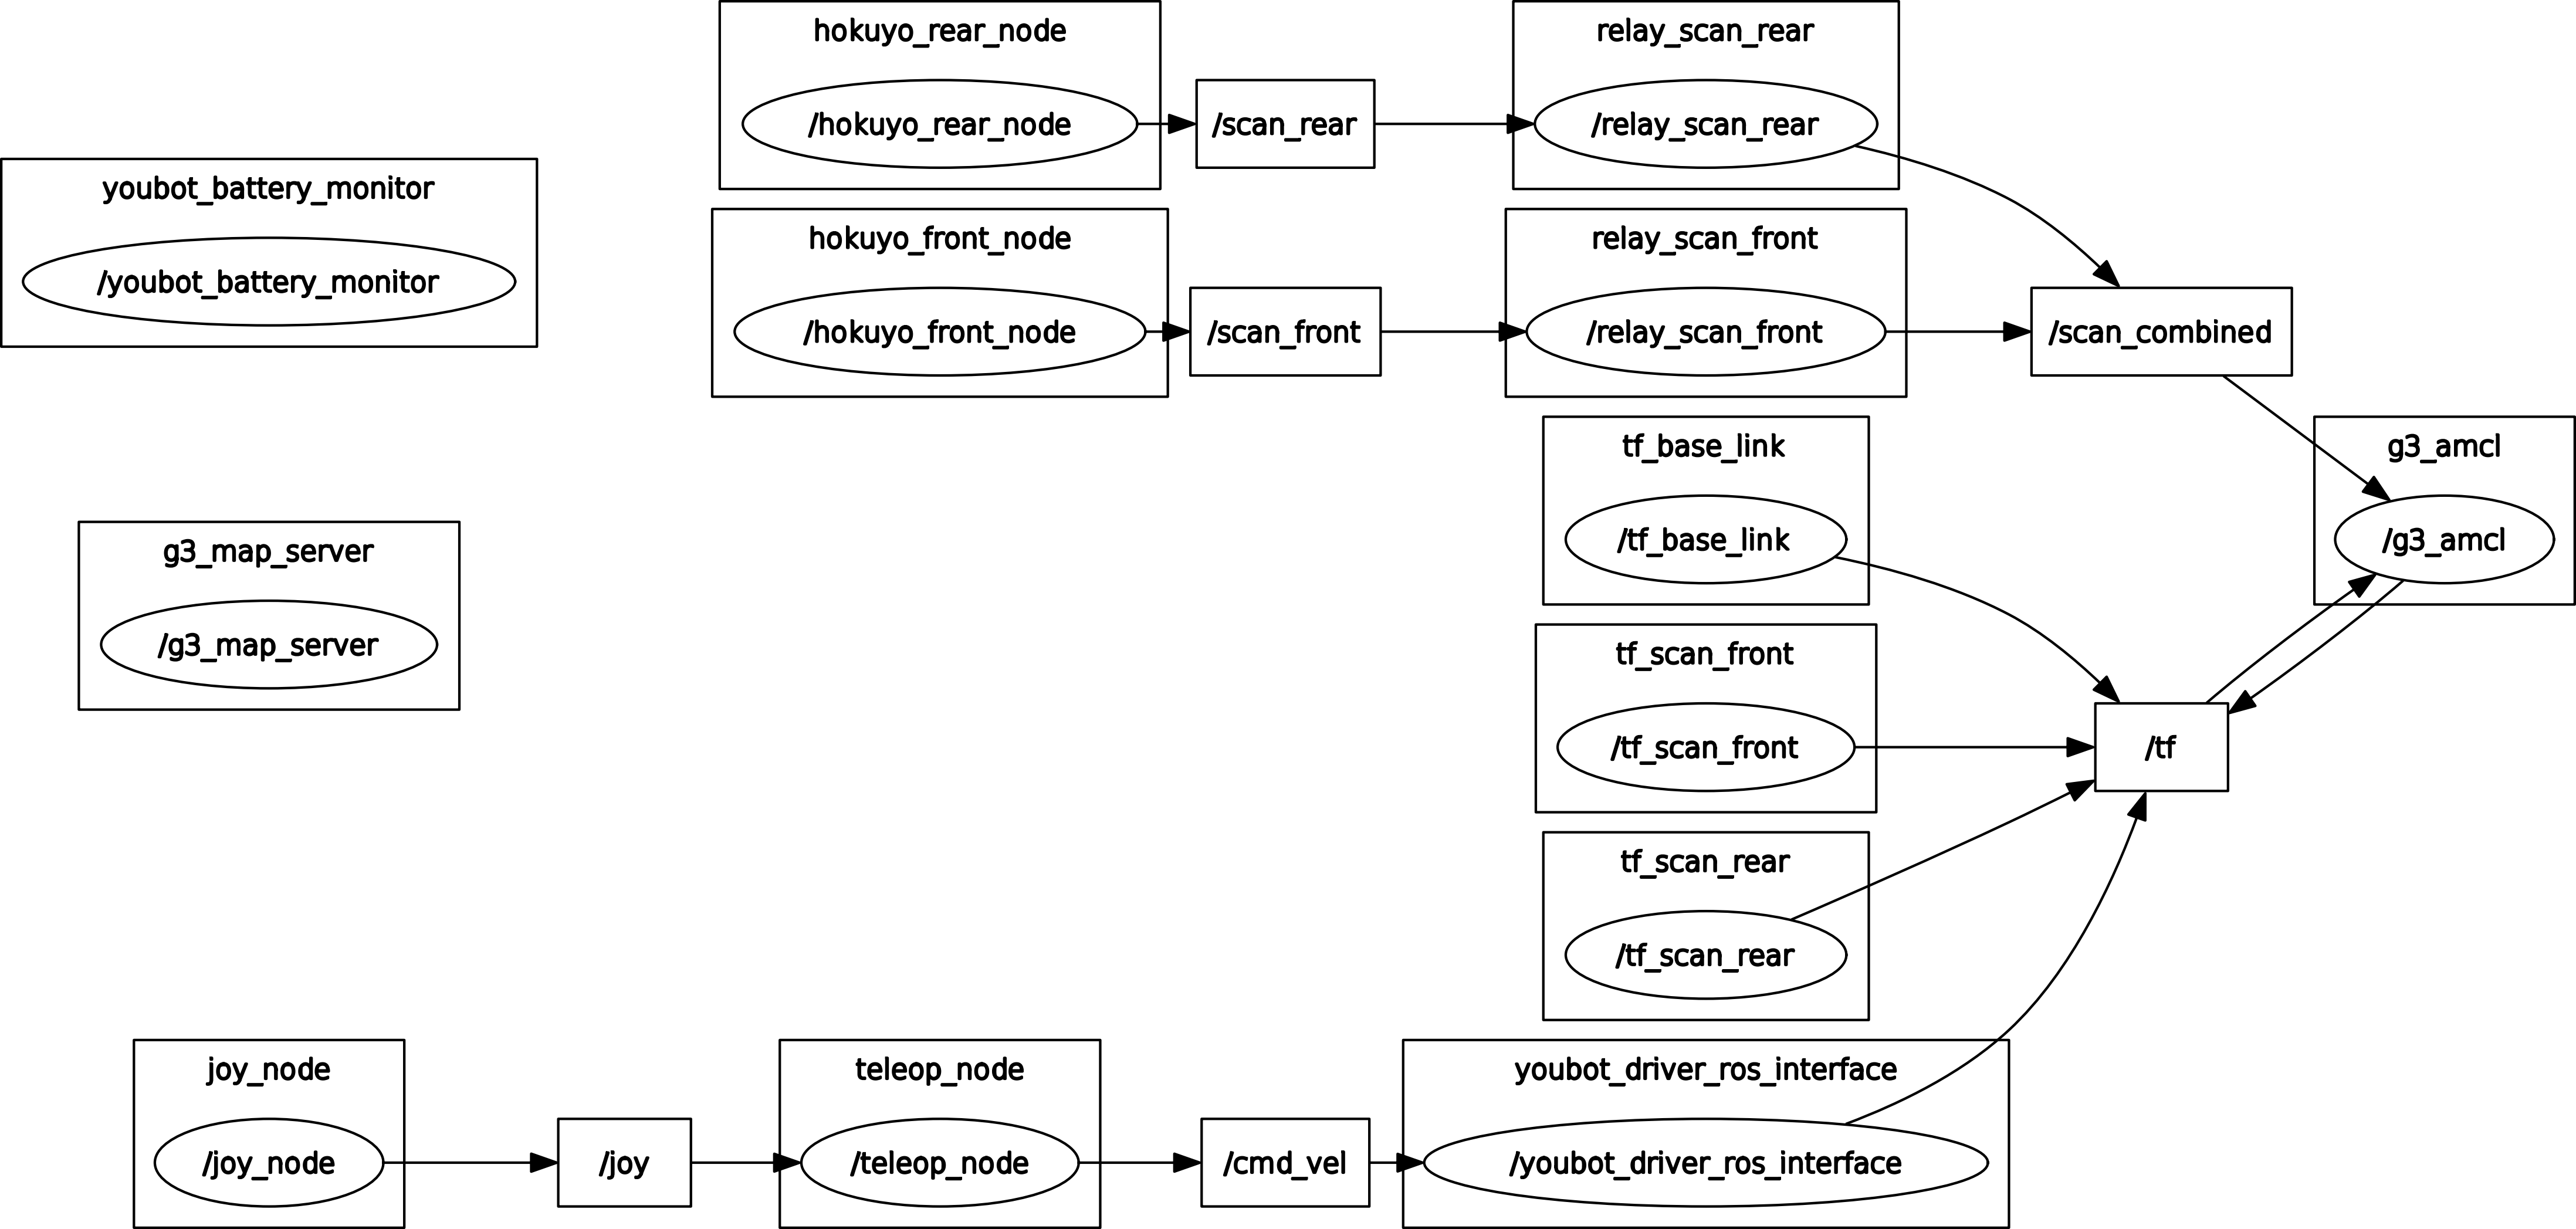 hokuyo_rear_node
/hokuyo_rear_node
/scan_rear
relay_scan_rear
/relay_scan_rear
youbot_battery_monitor
/youbot_battery_monitor
hokuyo_front_node
/hokuyo_front_node
/scan_front
relay_scan_front
/relay_scan_front
/scan_combined
tf_base_link
/tf_base_link
g3_amcl
/g3_amcl
g3_map_server
/g3_map_server
tf_scan_front
/tf_scan_front
/tf
tf_scan_rear
/tf_scan_rear
joy_node
/joy_node
/joy
teleop_node
/teleop_node
/cmd_vel
youbot_driver_ros_interface
/youbot_driver_ros_interface